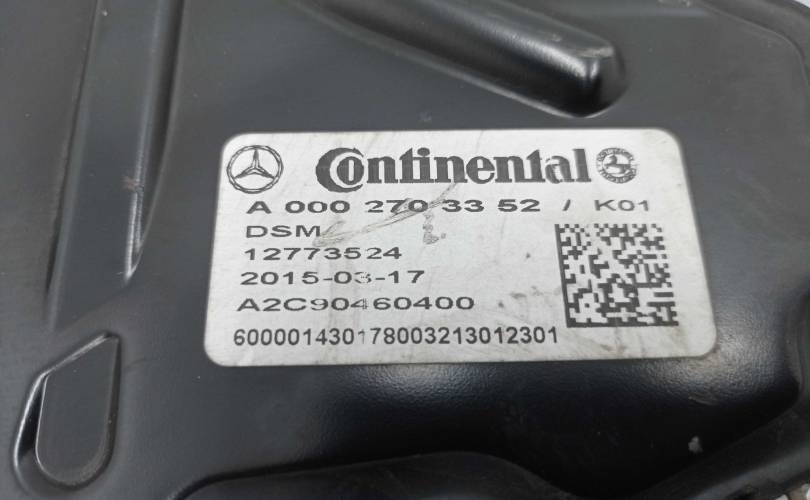 Continental
A 000 270 33 52 / K01
DSM
12773524
2015-03-17
A2C90460400
600001430178003213012301